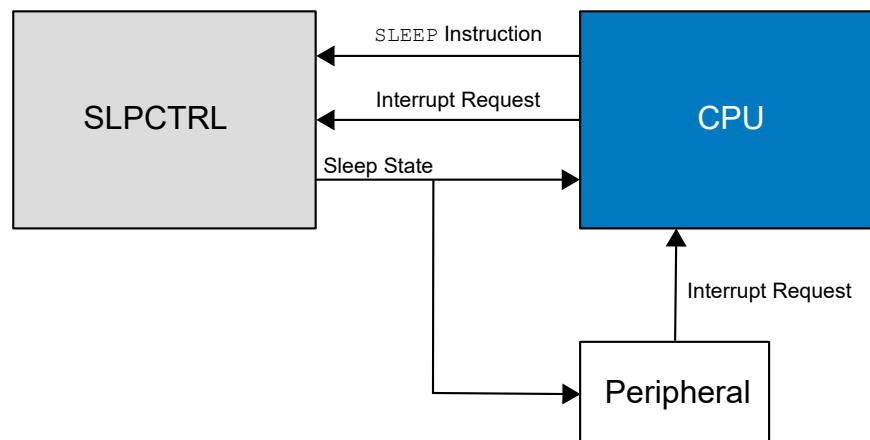 SLEEP Instruction
SLPCTRL
Interrupt Request
CPU
Sleep State
Interrupt Request
Peripheral